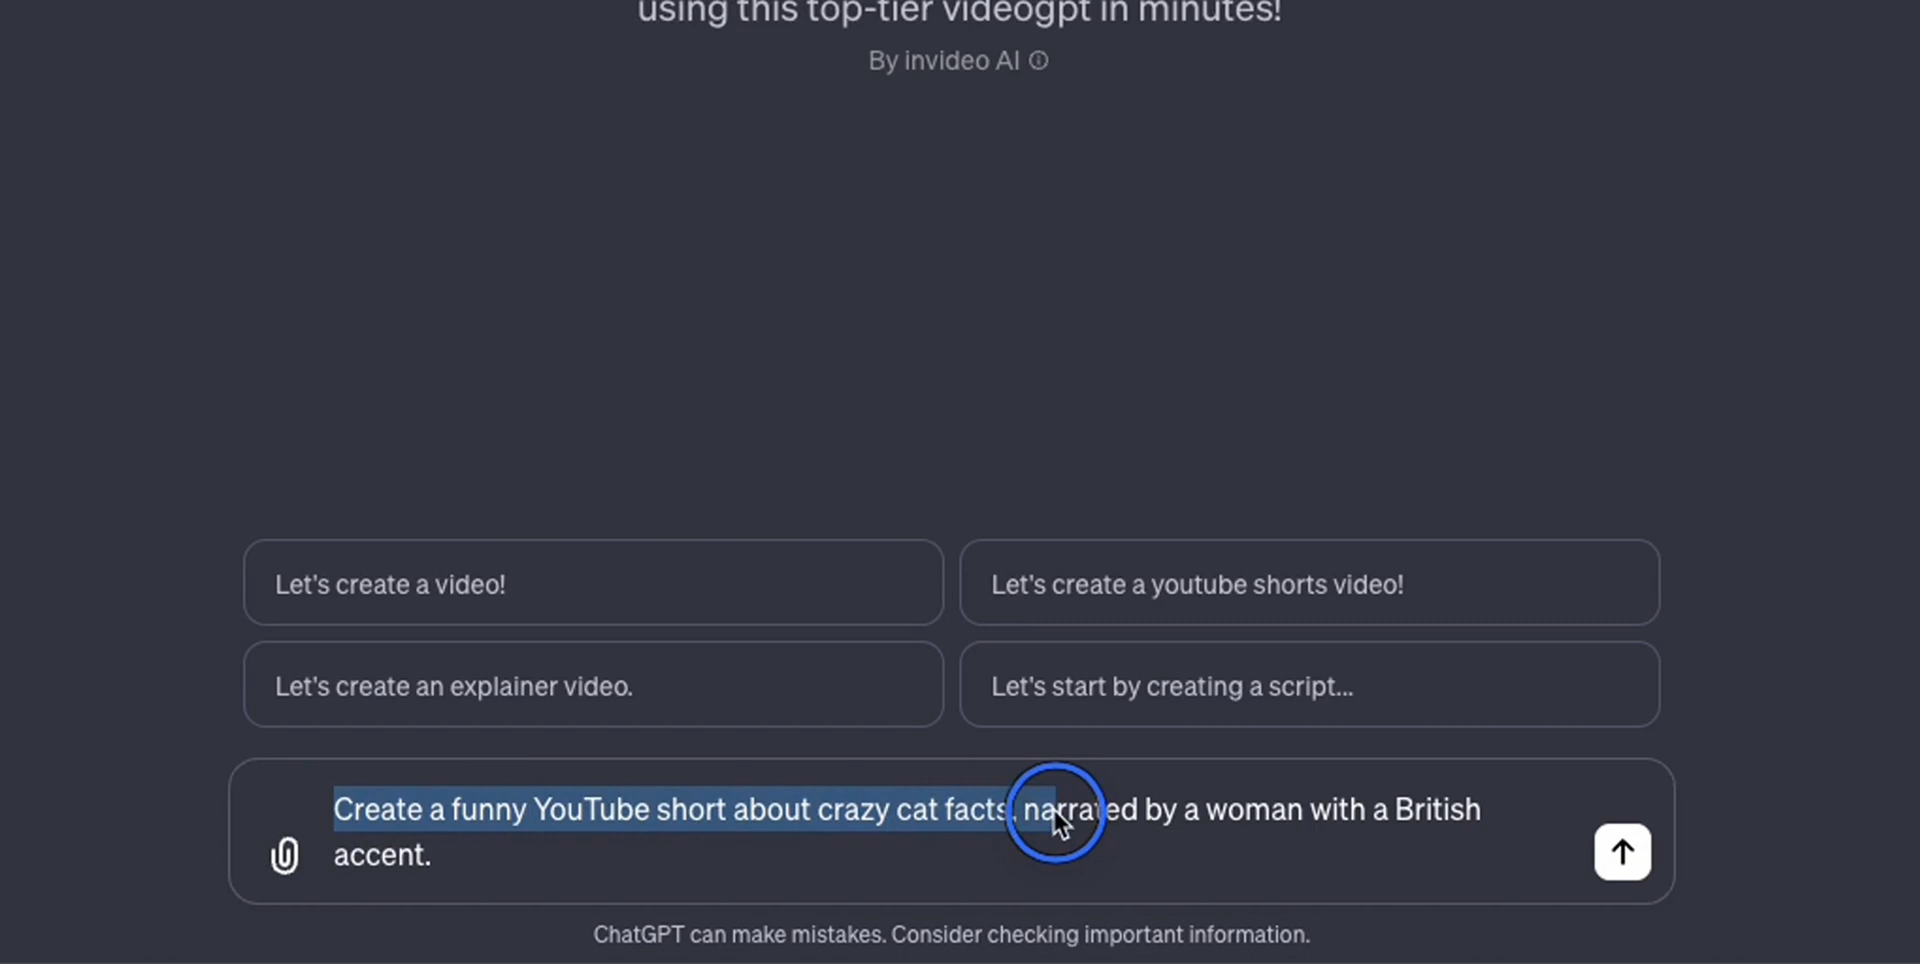 using this top-tier videogpt in minutes!
By invideo AI
Let's create a video!
Let's create a youtube shorts video!
Let's create an explainer video.
Let's start by creating a script...
Create a funny YouTube short about crazy cat facts, narrated by a woman with a British
accent.
ChatGPT can make mistakes. Consider checking important information.